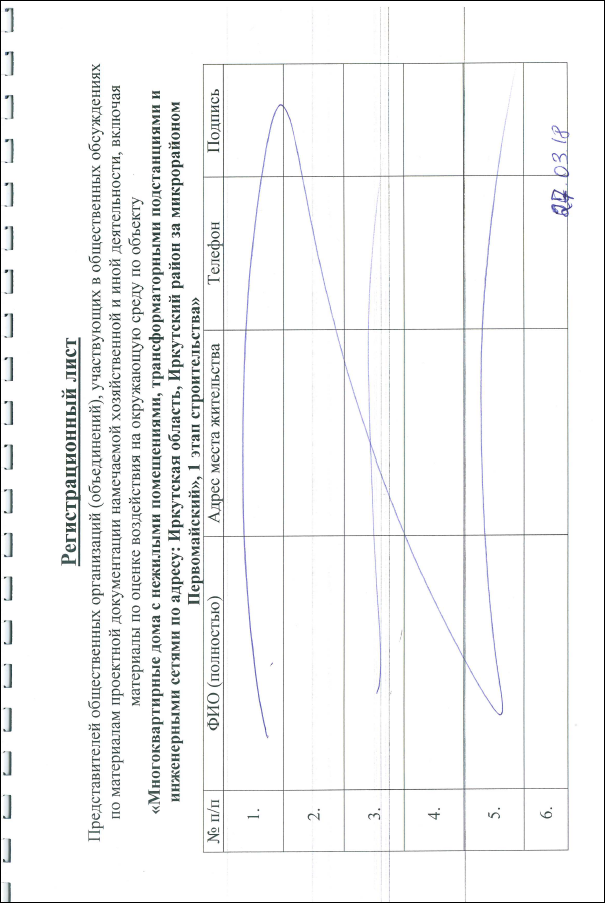 Регистрационный лист
Представителей общественных организаций (объединений), участвующих в общественных обсуждениях
по материалам проектной документации намечаемой хозяйственной и иной деятельности, включая
материалы по оценке воздействия на окружающую среду по объекту
«Многоквартирные дома с нежилыми помещениями, трансформаторными подстанциями и
инженерными сетями по адресу: Иркутская область, Иркутский район за микрорайоном
Первомайский», 1 этап строительства»
№ п/п ФИО (полностью) Адрес места жительства Телефон Подпись
1.
2.
3.
4.
5.
6.
27.03.18